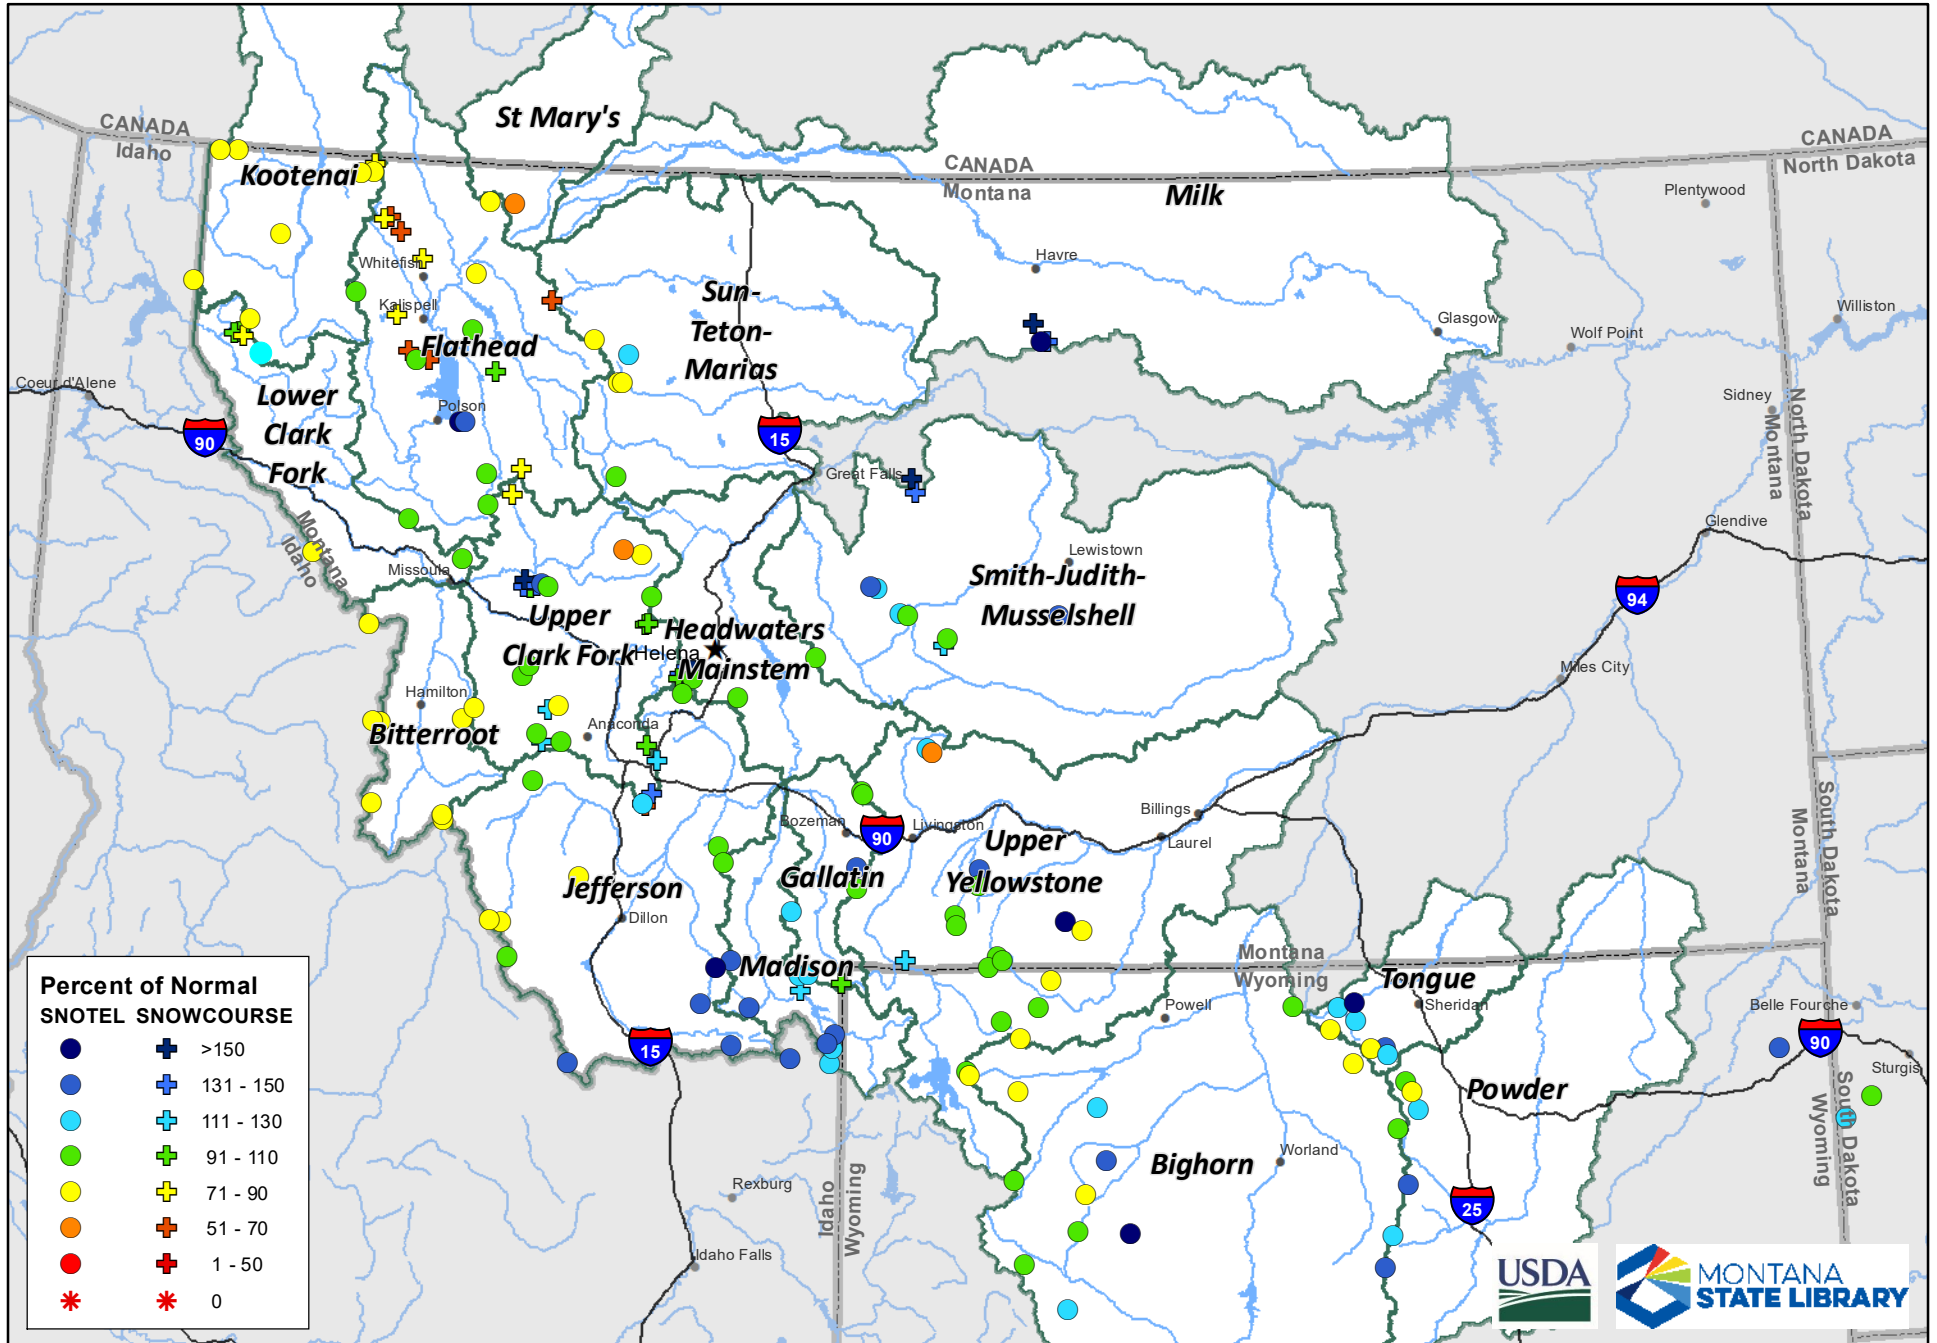 CANADA
Idaho
CANADA
Montana
CANADA
North Dakota
St Mary's
Kootenai
Milk
Plentywood
Havre
Whitefish
Kalispell
Sun-
Teton-
Marias
Glasgow
Wolf Point
Williston
Flathead
Coeur d'Alene
Lower
Clark
Fork
Polson
Sidney
North Dakota
Montana
90
15
Great Falls
Montana
Idaho
Glendive
Missoula
Lewistown
Smith-Judith-
Musselshell
94
Upper
Clark Fork
Headwaters
Mainstem
Helena
Miles City
Hamilton
Bitterroot
Anaconda
South Dakota
Montana
Bozeman
90
Livingston
Billings
Laurel
Upper
Yellowstone
Gallatin
Jefferson
Dillon
Madison
Montana
Wyoming
Tongue
Sheridan
Powell
Belle Fourche
90
Sturgis
15
Powder
South Dakota
Wyoming
Bighorn
Worland
Rexburg
Idaho
Wyoming
25
Idaho Falls
Percent of Normal
SNOTEL SNOWCOURSE
>150
131 - 150
111 - 130
91 - 110
71 - 90
51 - 70
1 - 50
0
USDA
MONTANA
STATE LIBRARY